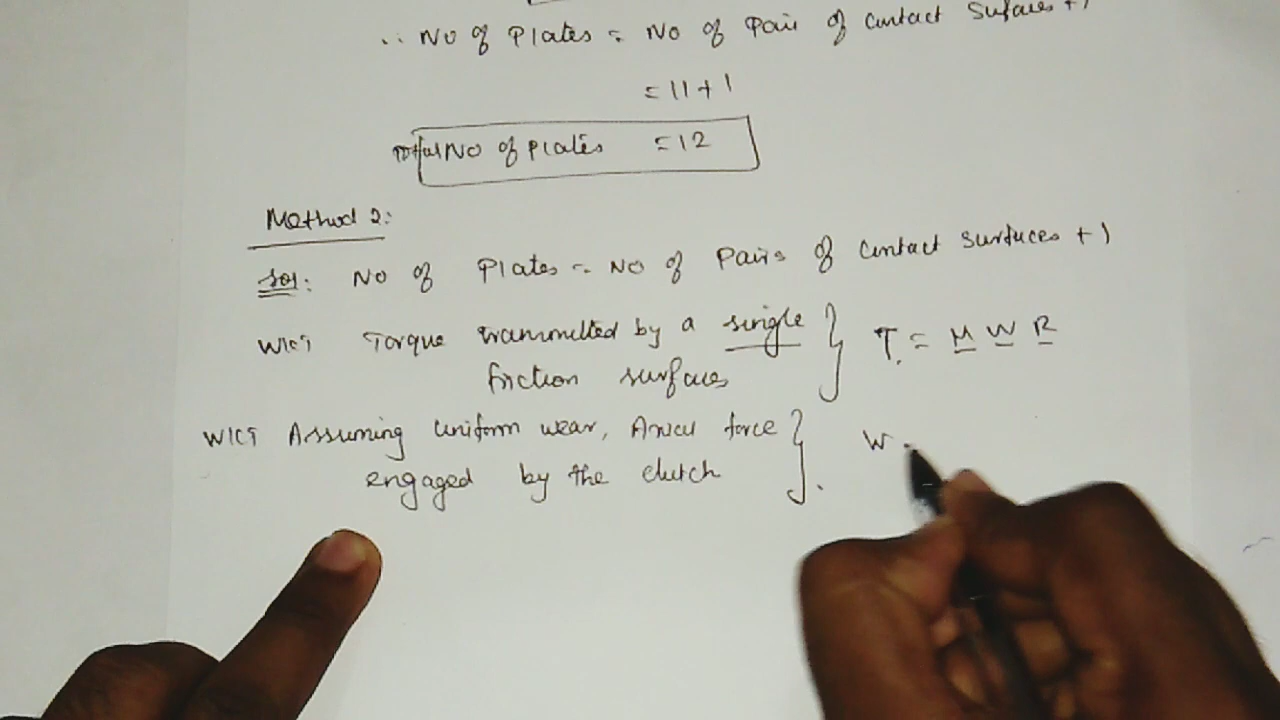 ∴ No of Plates = No of Pair of Contact Surfaces +1
= 11 + 1
Total No of plates = 12
Method 2:
Sol: No of Plates = No of Pairs of contact surfaces + 1
WKT Torque transmitted by a single } T = μ W R
friction surfaces
WKT Assuming uniform wear, Axial force } W =
engaged by the clutch